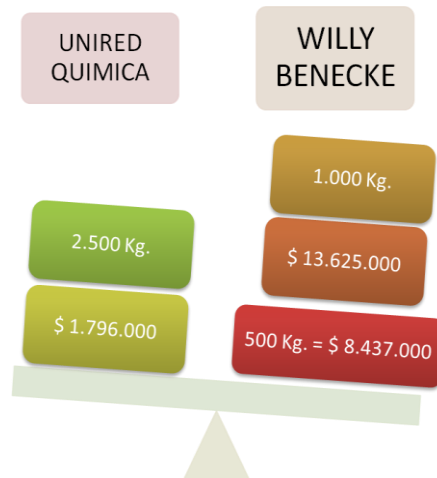 UNIRED
QUIMICA
WILLY
BENECKE
2.500 Kg.
$ 1.796.000
1.000 Kg.
$ 13.625.000
500 Kg. = $ 8.437.000